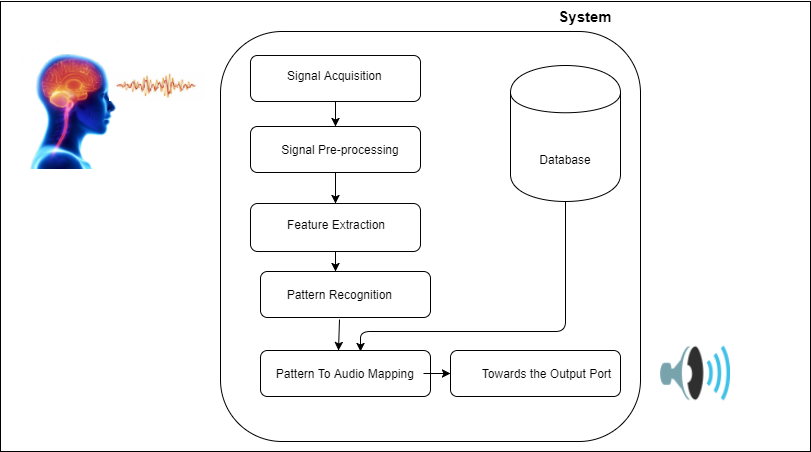 System
Signal Acquisition
Signal Pre-processing
Database
Feature Extraction
Pattern Recognition
Pattern To Audio Mapping
Towards the Output Port